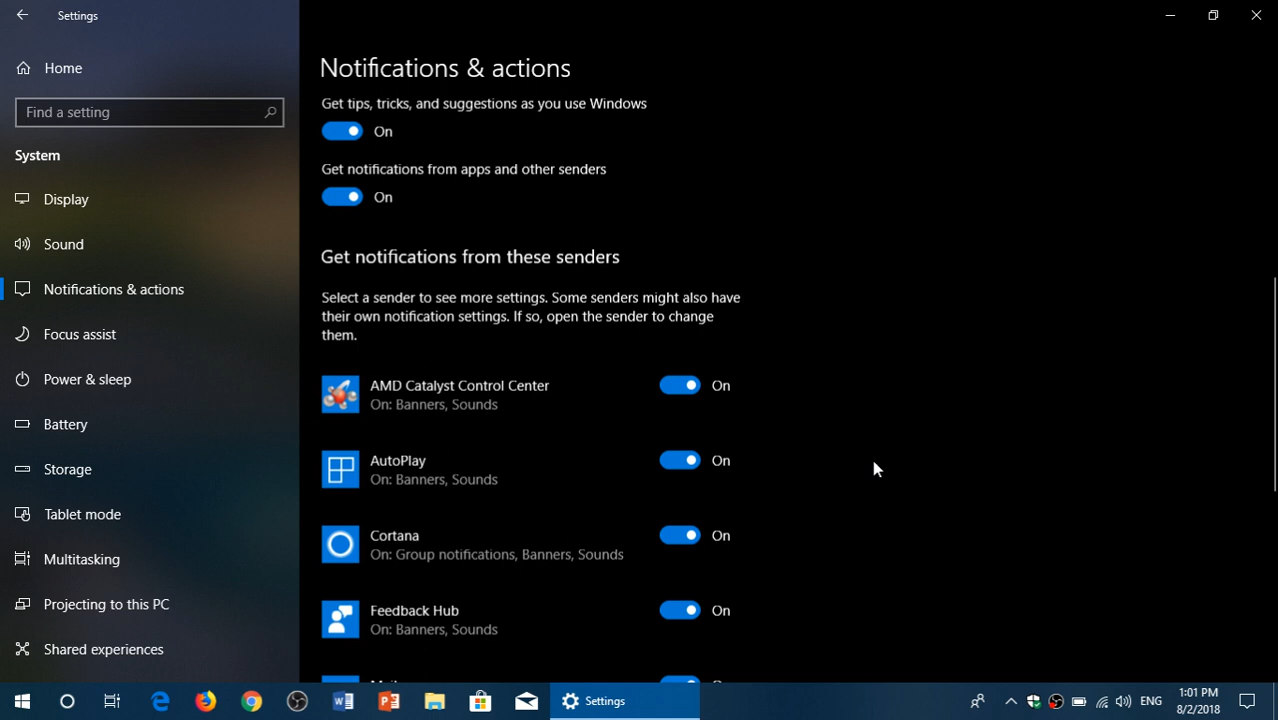 Settings
Home
Find a setting
System
Display
Sound
Notifications & actions
Focus assist
Power & sleep
Battery
Storage
Tablet mode
Multitasking
Projecting to this PC
Shared experiences
Notifications & actions
Get tips, tricks, and suggestions as you use Windows
On
Get notifications from apps and other senders
On
Get notifications from these senders
Select a sender to see more settings. Some senders might also have
their own notification settings. If so, open the sender to change
them.
AMD Catalyst Control Center
On
On: Banners, Sounds
AutoPlay
On
On: Banners, Sounds
Cortana
On
On: Group notifications, Banners, Sounds
Feedback Hub
On
On: Banners, Sounds
Settings
ENG
1:01 PM
8/2/2018